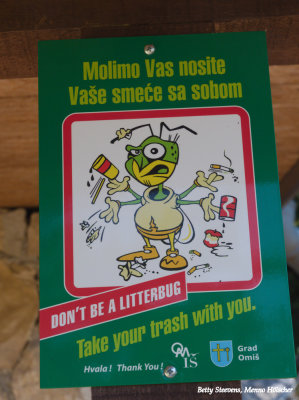 Molimo Vas nosite
Vaše smeće sa sobom
DON'T BE A LITTERBUG
Take your trash with you.
Hvala! Thank You!
Grad
Omiš
Betty Steevens, Menno Hölscher